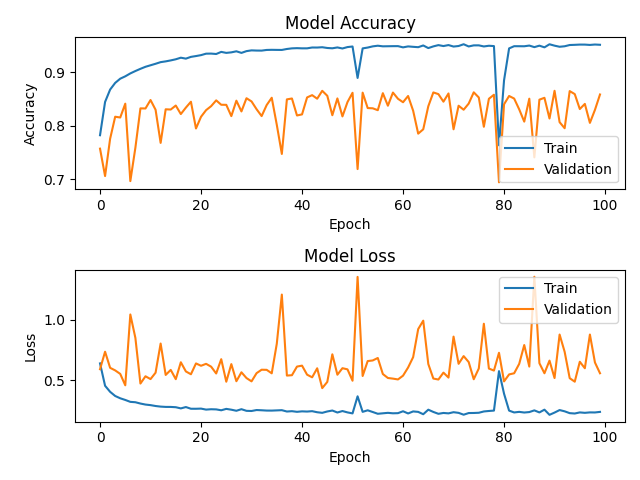 Model Accuracy
Accuracy
0.9
0.8
0.7
0 20 40 60 80 100
Epoch
Train
Validation
Model Loss
Loss
1.0
0.5
0 20 40 60 80 100
Epoch
Train
Validation